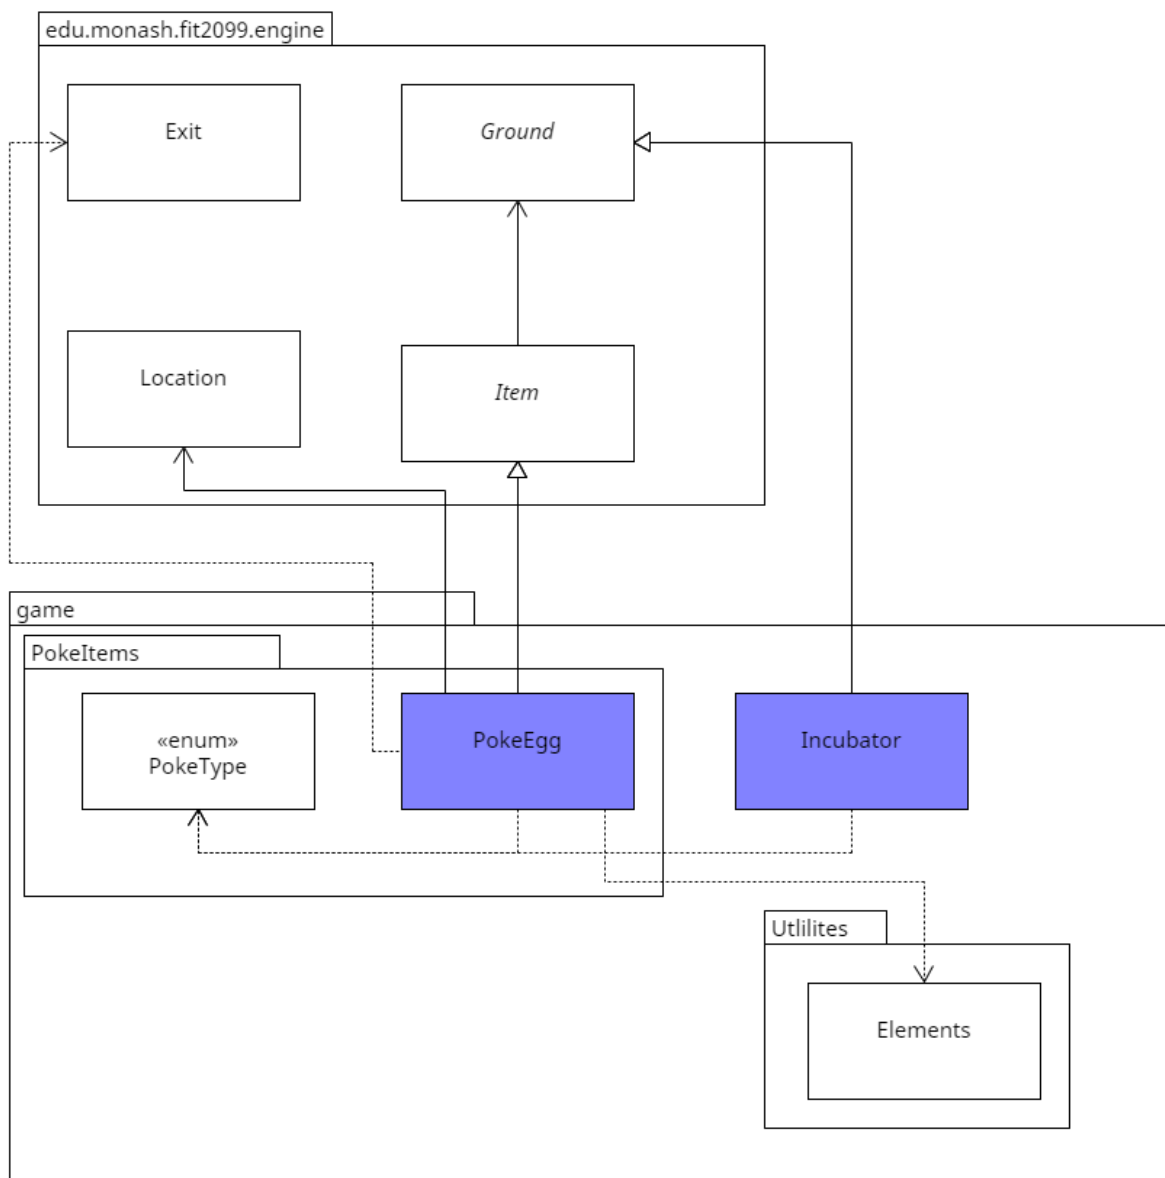 edu.monash.fit2099.engine
Exit
Ground
Location
Item
game
PokeItems
«enum»
PokeType
PokeEgg
Incubator
Utlilites
Elements